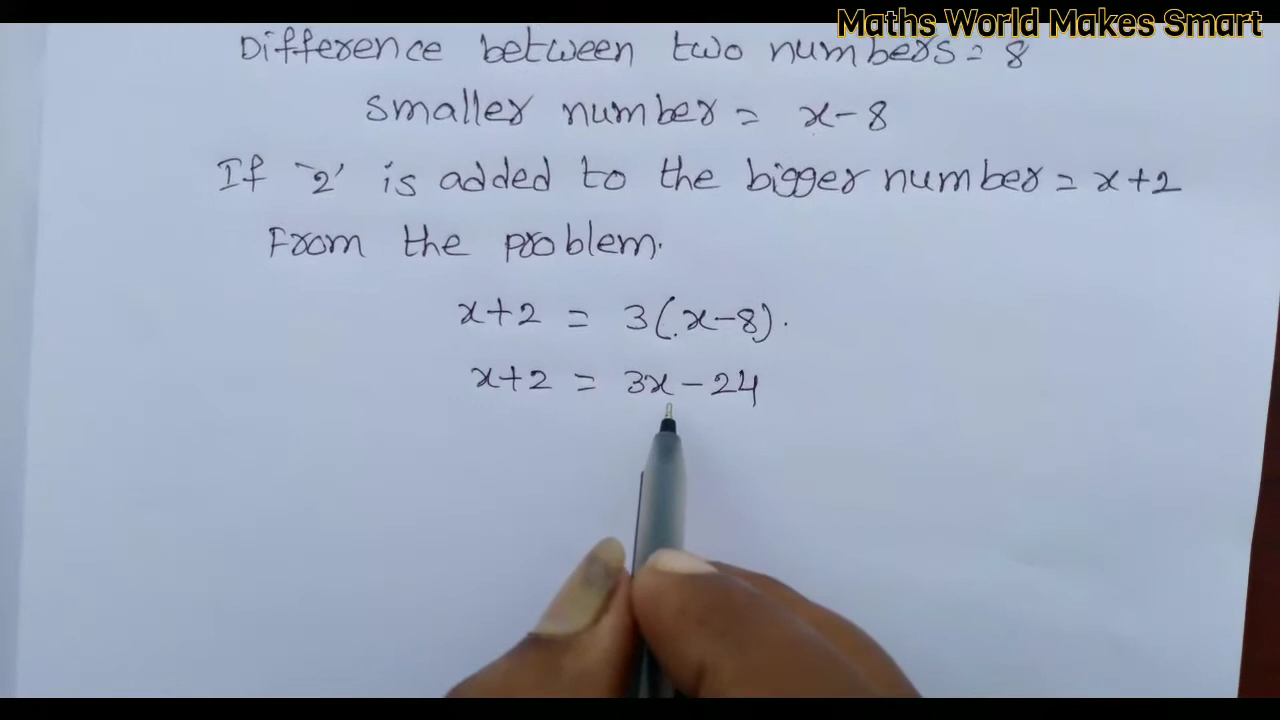 Maths World Makes Smart
Difference between two numbers = 8
smaller number = x-8
If '2' is added to the bigger number = x+2
From the problem.
x+2 = 3(x-8).
x+2 = 3x-24